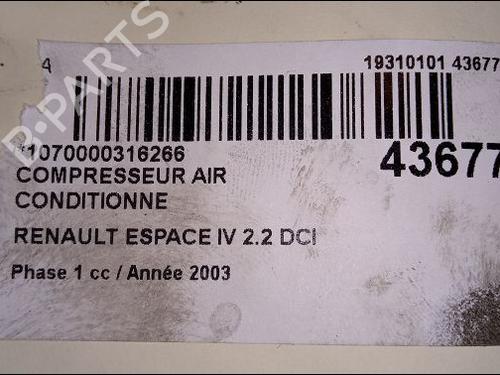 4
19310101 43677
*1070000316266
43677
COMPRESSEUR AIR
CONDITIONNE
RENAULT ESPACE IV 2.2 DCI
Phase 1 cc / Année 2003
B-PARTS